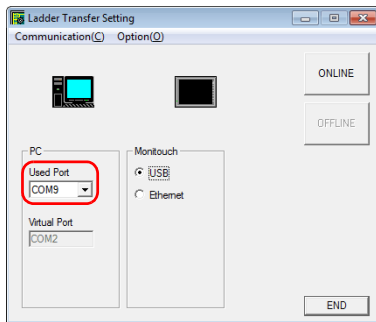 Ladder Transfer Setting
Communication(C) Option(O)
ONLINE
OFFLINE
PC
Used Port
COM9
Virtual Port
COM2
Monitouch
USB
Ethernet
END